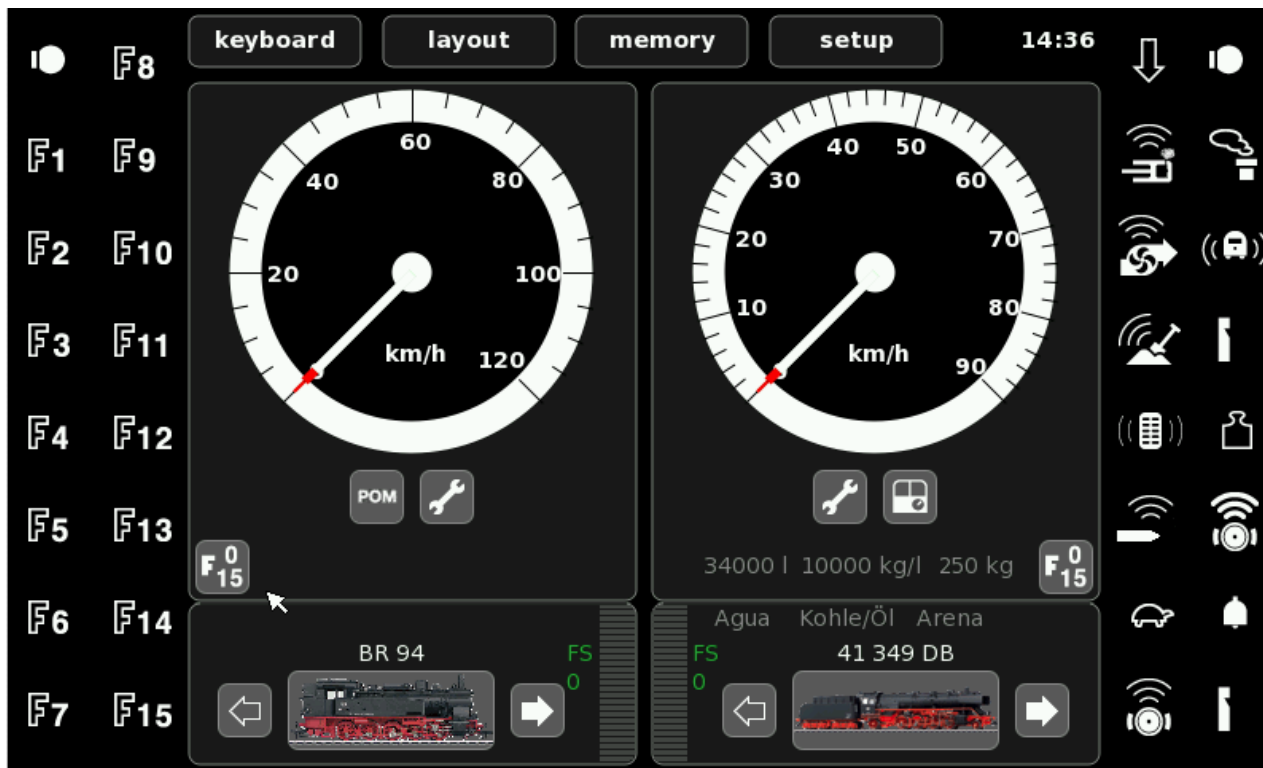 keyboard layout memory setup 14:36
F8
F1 F9
F2 F10
F3 F11
F4 F12
F5 F13
F6 F14
F7 F15
60
40 80
20 100
km/h
120
POM
F 0 15
BR 94
FS
0
40 50
30 60
20 70
10 80
km/h
90
34000 l 10000 kg/l 250 kg
F 0 15
Agua Kohle/Öl Arena
FS
0
41 349 DB